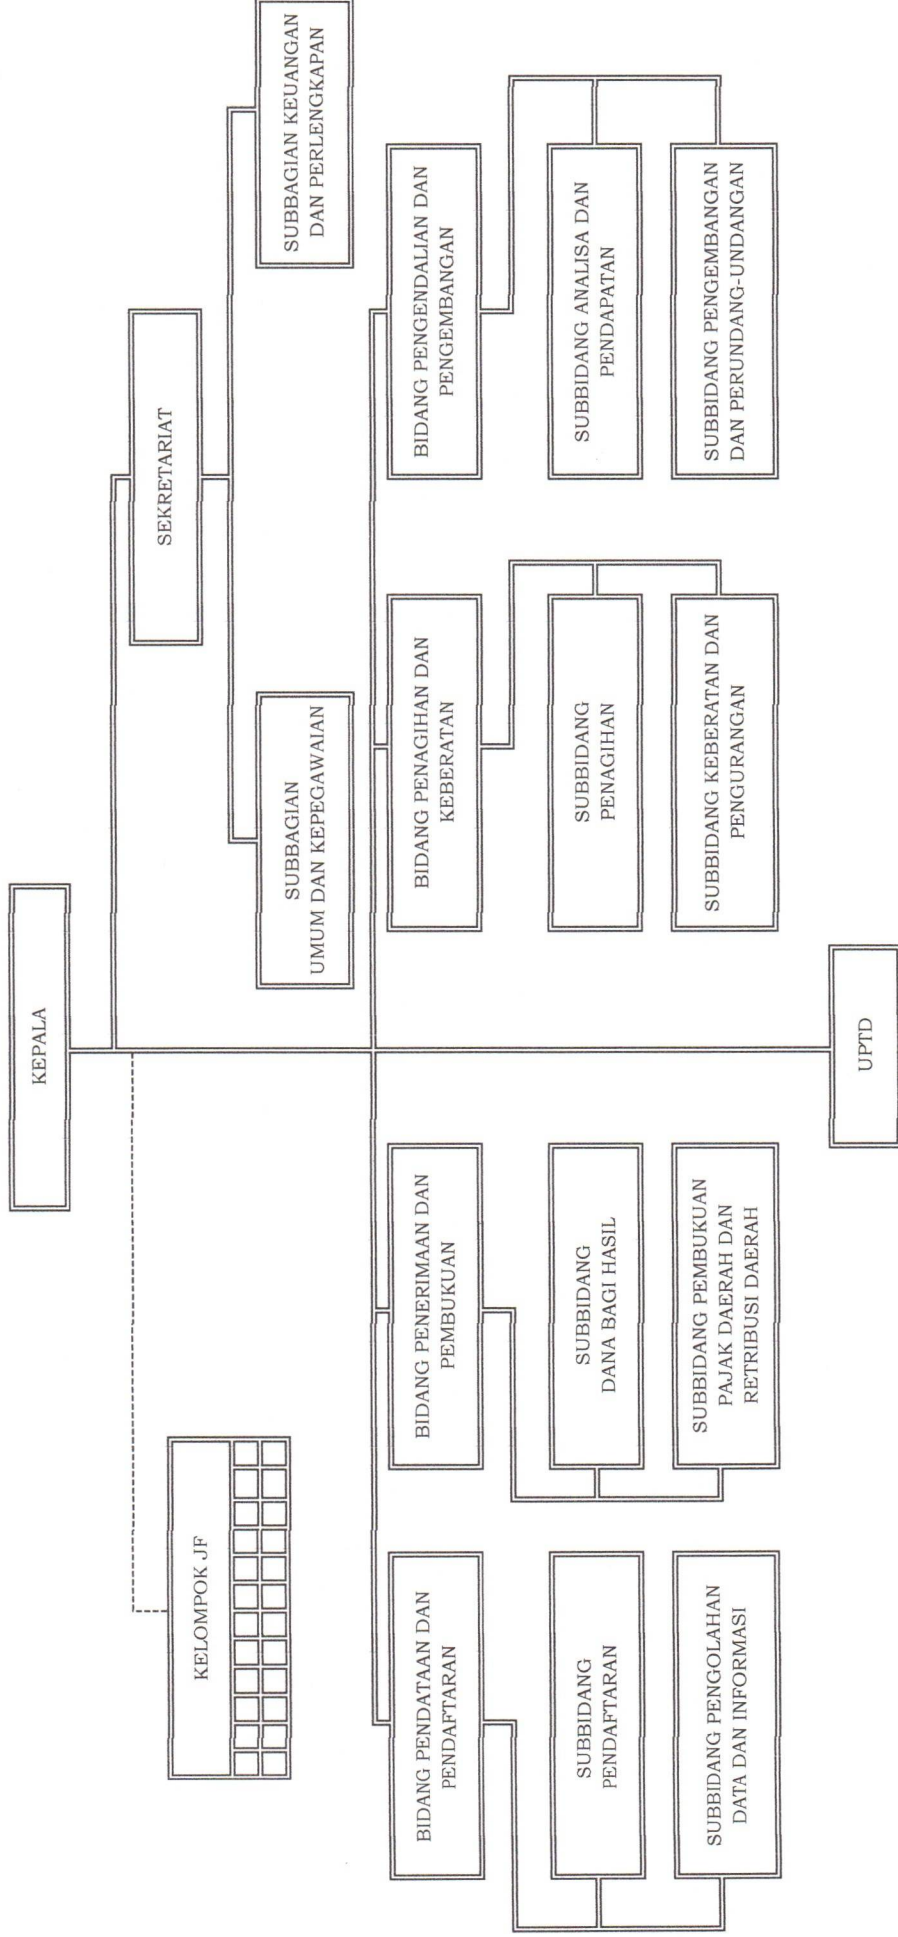 KEPALA
KELOMPOK JF
SEKRETARIAT
SUBBAGIAN
UMUM DAN KEPEGAWAIAN
SUBBAGIAN KEUANGAN
DAN PERLENGKAPAN
BIDANG PENDATAAN DAN
PENDAFTARAN
BIDANG PENERIMAAN DAN
PEMBUKUAN
BIDANG PENAGIHAN DAN
KEBERATAN
BIDANG PENGENDALIAN DAN
PENGEMBANGAN
SUBBIDANG
PENDAFTARAN
SUBBIDANG
DANA BAGI HASIL
SUBBIDANG
PENAGIHAN
SUBBIDANG ANALISA DAN
PENDAPATAN
SUBBIDANG PENGOLAHAN
DATA DAN INFORMASI
SUBBIDANG PEMBUKUAN
PAJAK DAERAH DAN
RETRIBUSI DAERAH
SUBBIDANG KEBERATAN DAN
PENGURANGAN
SUBBIDANG PENGEMBANGAN
DAN PERUNDANG-UNDANGAN
UPTD